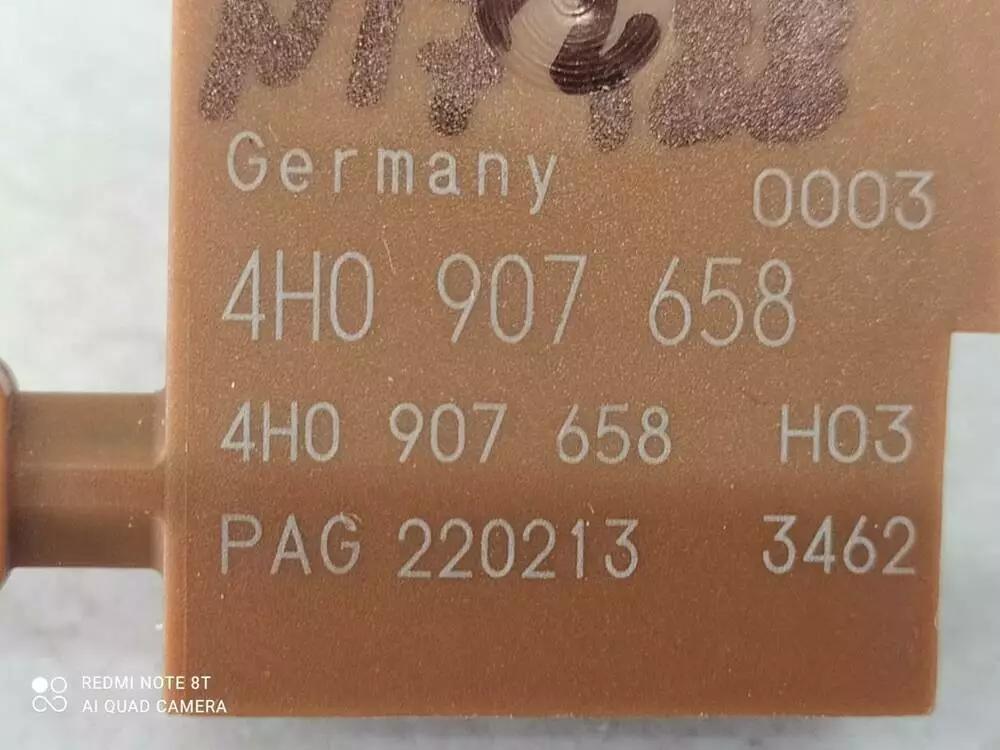 Germany 0003
4H0 907 658
4H0 907 658 H03
PAG 220213 3462
REDMI NOTE 8T
AI QUAD CAMERA